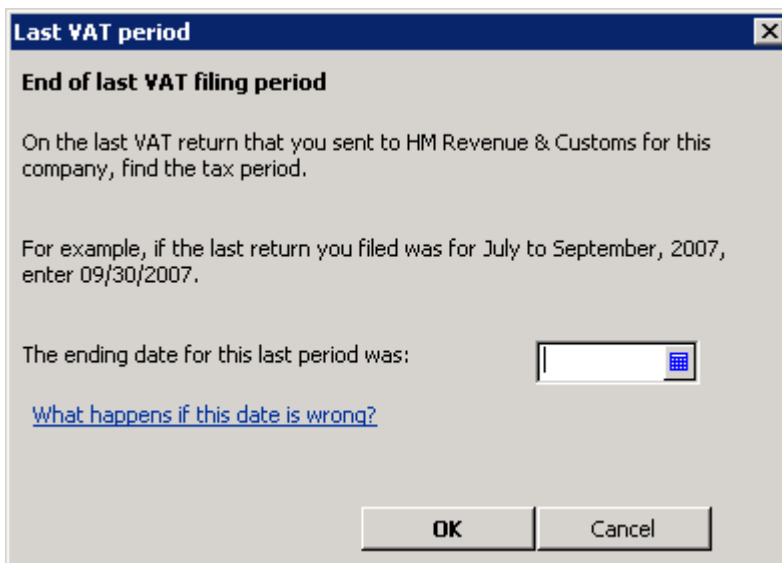 Last VAT period
End of last VAT filing period
On the last VAT return that you sent to HM Revenue & Customs for this
company, find the tax period.
For example, if the last return you filed was for July to September, 2007,
enter 09/30/2007.
The ending date for this last period was:
What happens if this date is wrong?
OK
Cancel